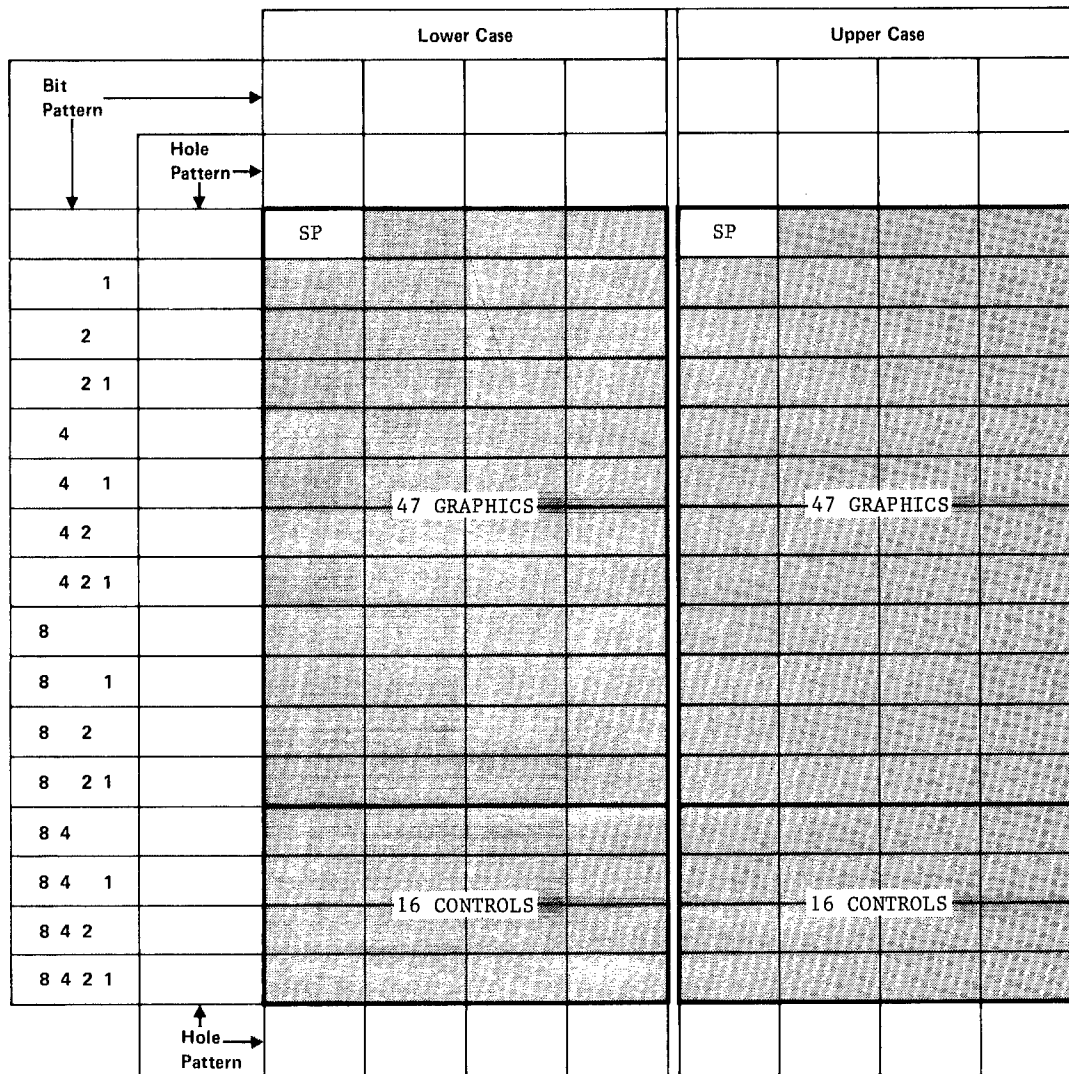 Lower Case Upper Case
Bit
Pattern
Hole
Pattern
SP SP
1
2
2 1
4
4 1
47 GRAPHICS 47 GRAPHICS
4 2
4 2 1
8
8 1
8 2
8 2 1
8 4
8 4 1
16 CONTROLS 16 CONTROLS
8 4 2
8 4 2 1
Hole
Pattern